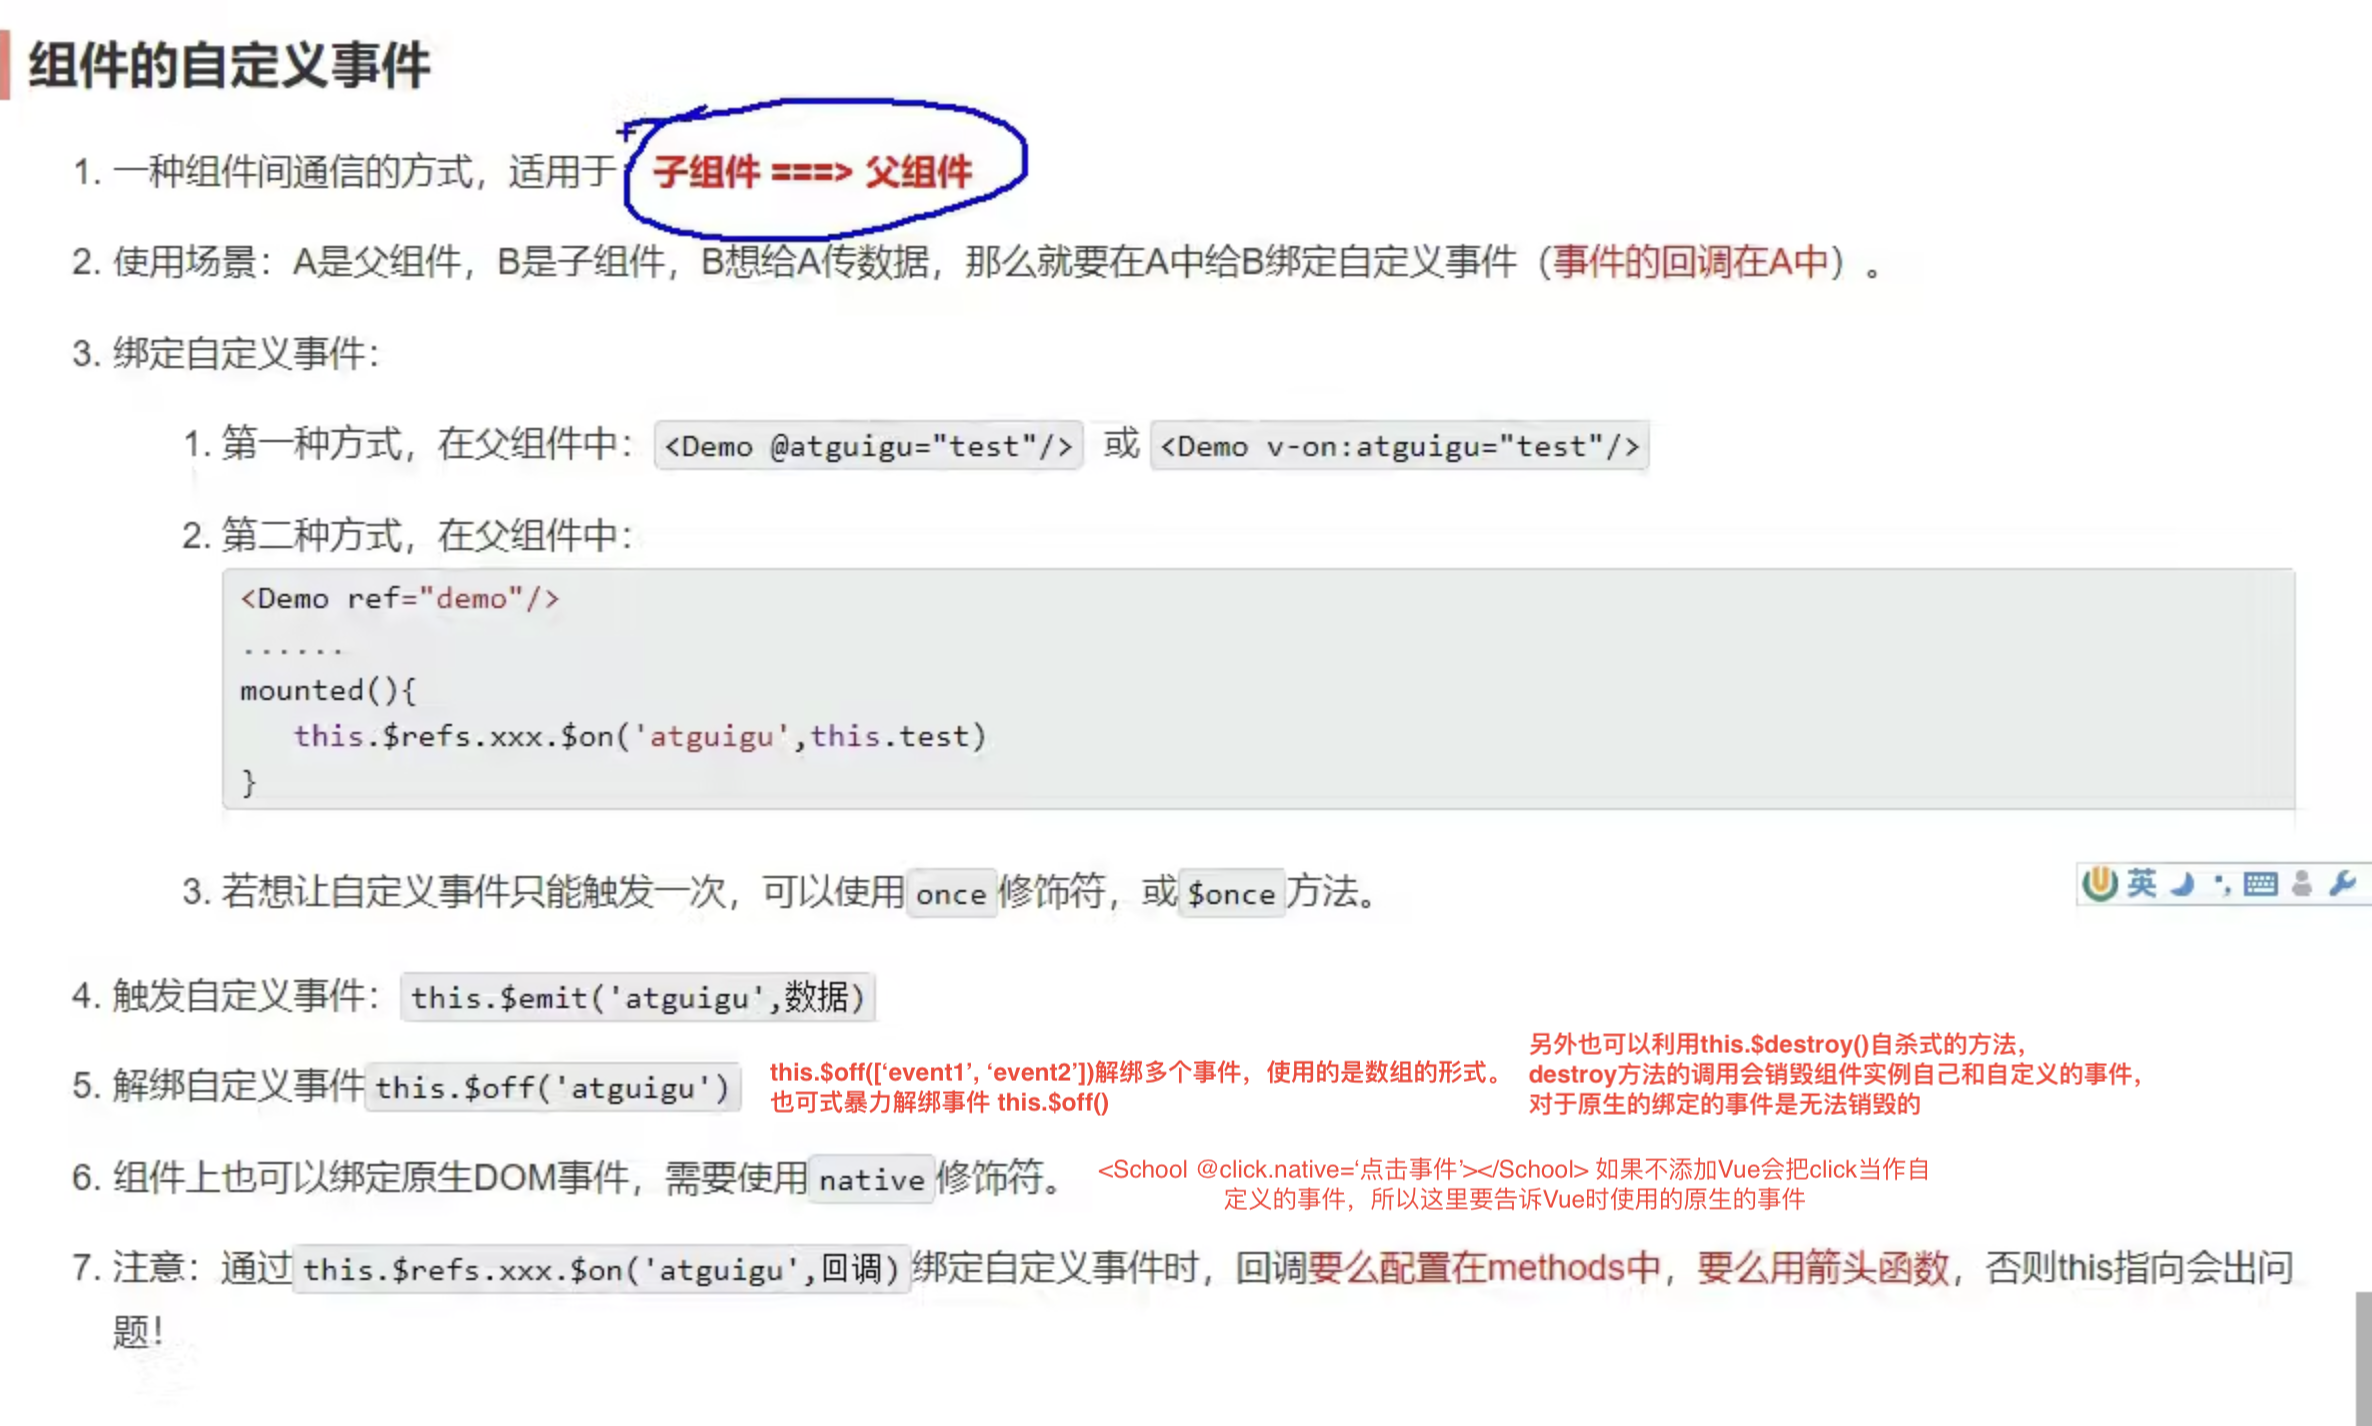 组件的自定义事件
1. 一种组件间通信的方式，适用于 子组件 ===> 父组件
2. 使用场景：A是父组件，B是子组件，B想给A传数据，那么就要在A中给B绑定自定义事件（事件的回调在A中）。
3. 绑定自定义事件：
1. 第一种方式，在父组件中： <Demo @atguigu="test"/> 或 <Demo v-on:atguigu="test"/>
2. 第二种方式，在父组件中：
<Demo ref="demo"/>
......
mounted(){
this.$refs.xxx.$on('atguigu',this.test)
}
3. 若想让自定义事件只能触发一次，可以使用 once 修饰符，或 $once 方法。
英
4. 触发自定义事件： this.$emit('atguigu',数据)
5. 解绑自定义事件 this.$off('atguigu')
this.$off([‘event1’, ‘event2’])解绑多个事件，使用的是数组的形式。
也可式暴力解绑事件 this.$off()
另外也可以利用this.$destroy()自杀式的方法，
destroy方法的调用会销毁组件实例自己和自定义的事件，
对于原生的绑定的事件是无法销毁的
6. 组件上也可以绑定原生DOM事件，需要使用 native 修饰符。
<School @click.native=‘点击事件’></School> 如果不添加Vue会把click当作自
定义的事件，所以这里要告诉Vue时使用的原生的事件
7. 注意：通过 this.$refs.xxx.$on('atguigu',回调) 绑定自定义事件时，回调要么配置在methods中，要么用箭头函数，否则this指向会出问
题！